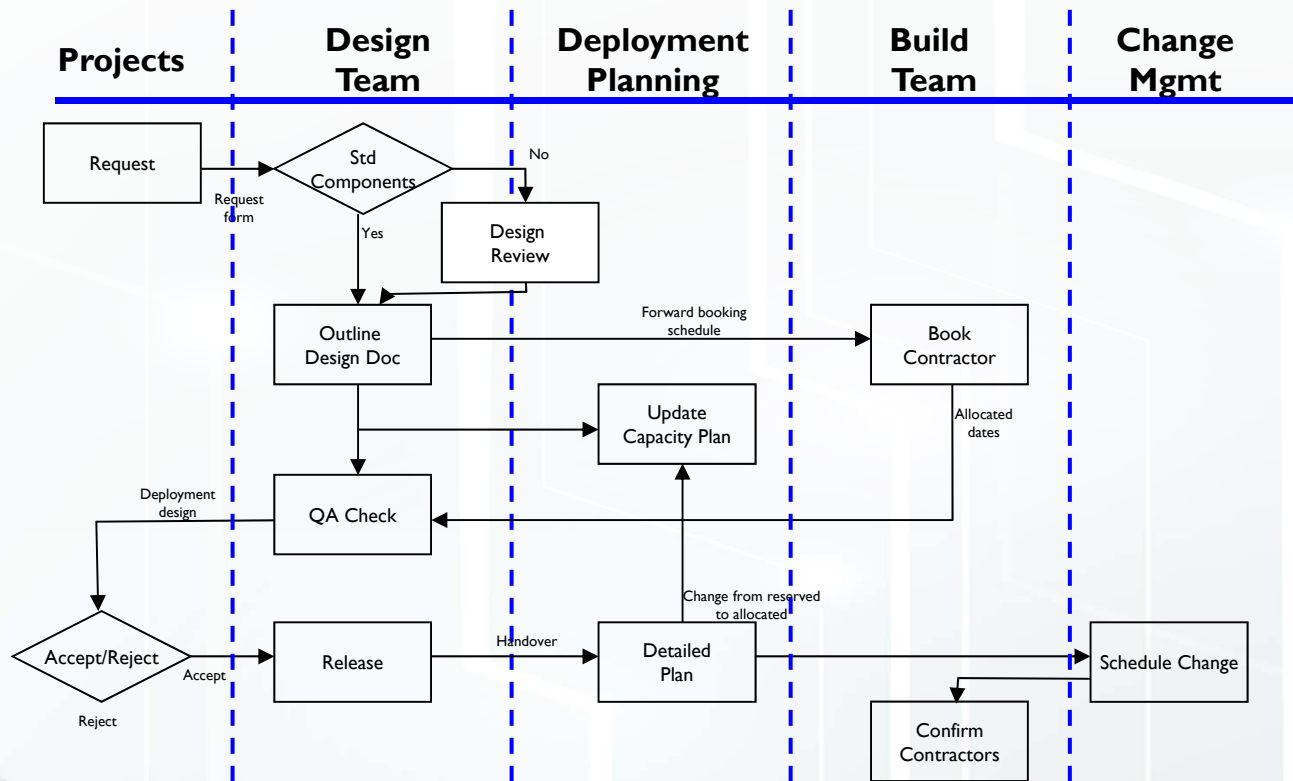 Projects
Design
Team
Deployment
Planning
Build
Team
Change
Mgmt
Request
Request
form
Std
Components
No
Yes
Design
Review
Outline
Design Doc
Forward booking
schedule
Book
Contractor
Update
Capacity Plan
Allocated
dates
Deployment
design
QA Check
Change from reserved
to allocated
Accept/Reject
Accept
Reject
Release
Handover
Detailed
Plan
Schedule Change
Confirm
Contractors